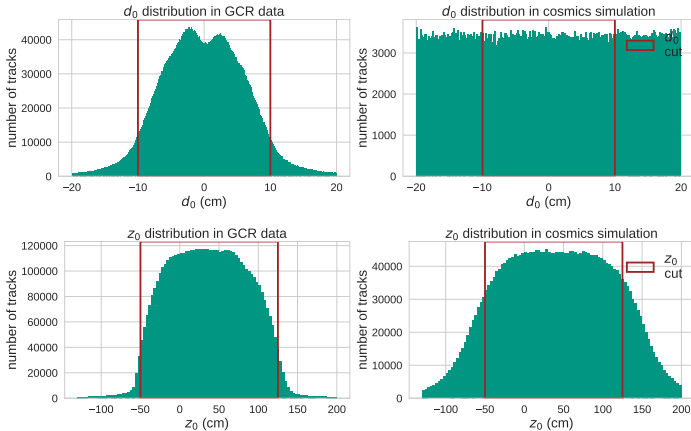 d0 distribution in GCR data
number of tracks
40000
30000
20000
10000
0
−20
−10
0
10
20
d0 (cm)
d0 distribution in cosmics simulation
number of tracks
3000
2000
1000
0
−20
−10
0
10
20
d0 (cm)
d0
cut
z0 distribution in GCR data
number of tracks
120000
100000
80000
60000
40000
20000
0
−100
−50
0
50
100
150
200
z0 (cm)
z0 distribution in cosmics simulation
number of tracks
40000
30000
20000
10000
0
−100
−50
0
50
100
150
200
z0 (cm)
z0
cut